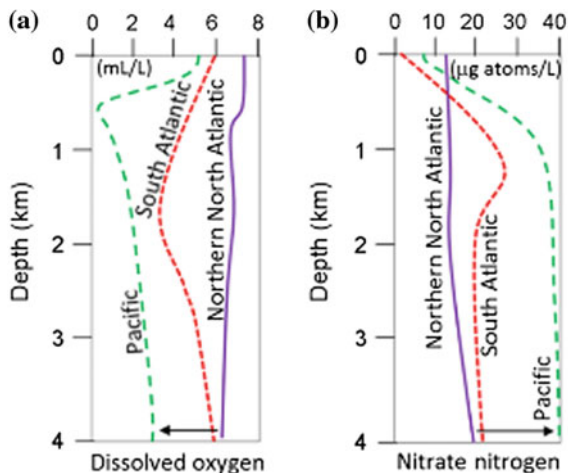 (a)
0 2 4 6 8
(mL/L)
0
1
2
3
4
Depth (km)
Pacific
South Atlantic
Northern North Atlantic
Dissolved oxygen
(b)
0 10 20 30 40
(µg atoms/L)
0
1
2
3
4
Depth (km)
Northern North Atlantic
South Atlantic
Pacific
Nitrate nitrogen